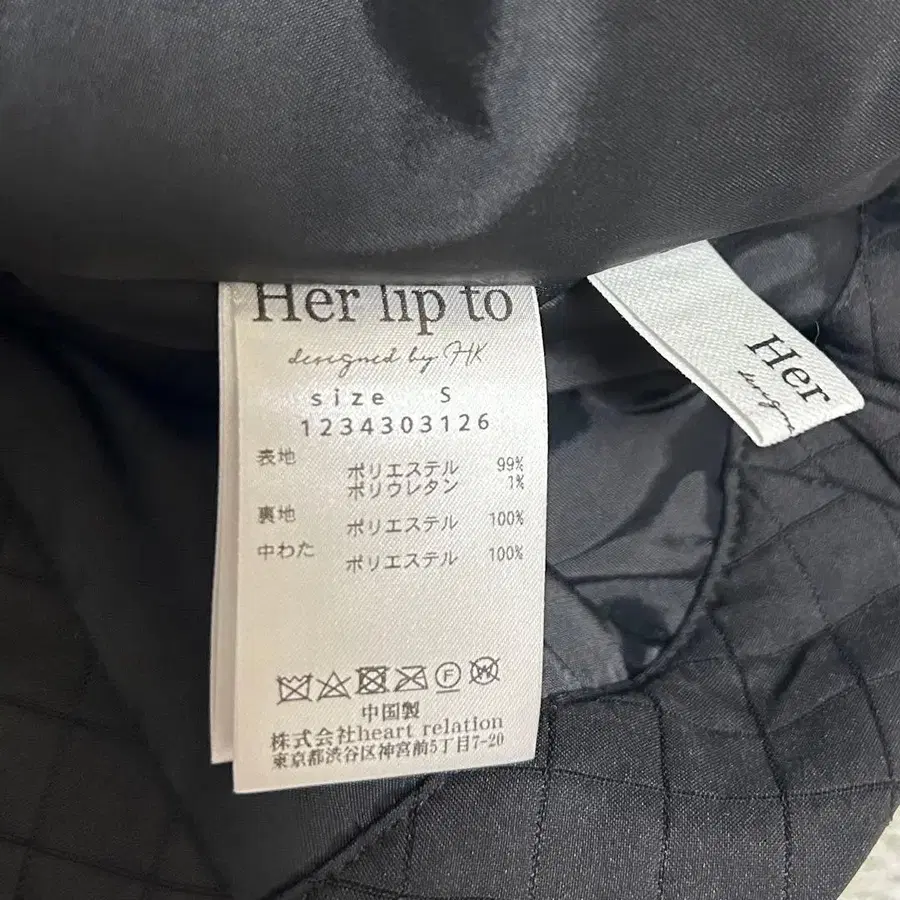 Her lip to
designed by HK
size S
1234303126
表地
ポリエステル 99%
ポリウレタン 1%
裏地 ポリエステル 100%
中わた ポリエステル 100%
F W
中国製
株式会社heart relation
東京都渋谷区神宮前5丁目7-20
Her
design